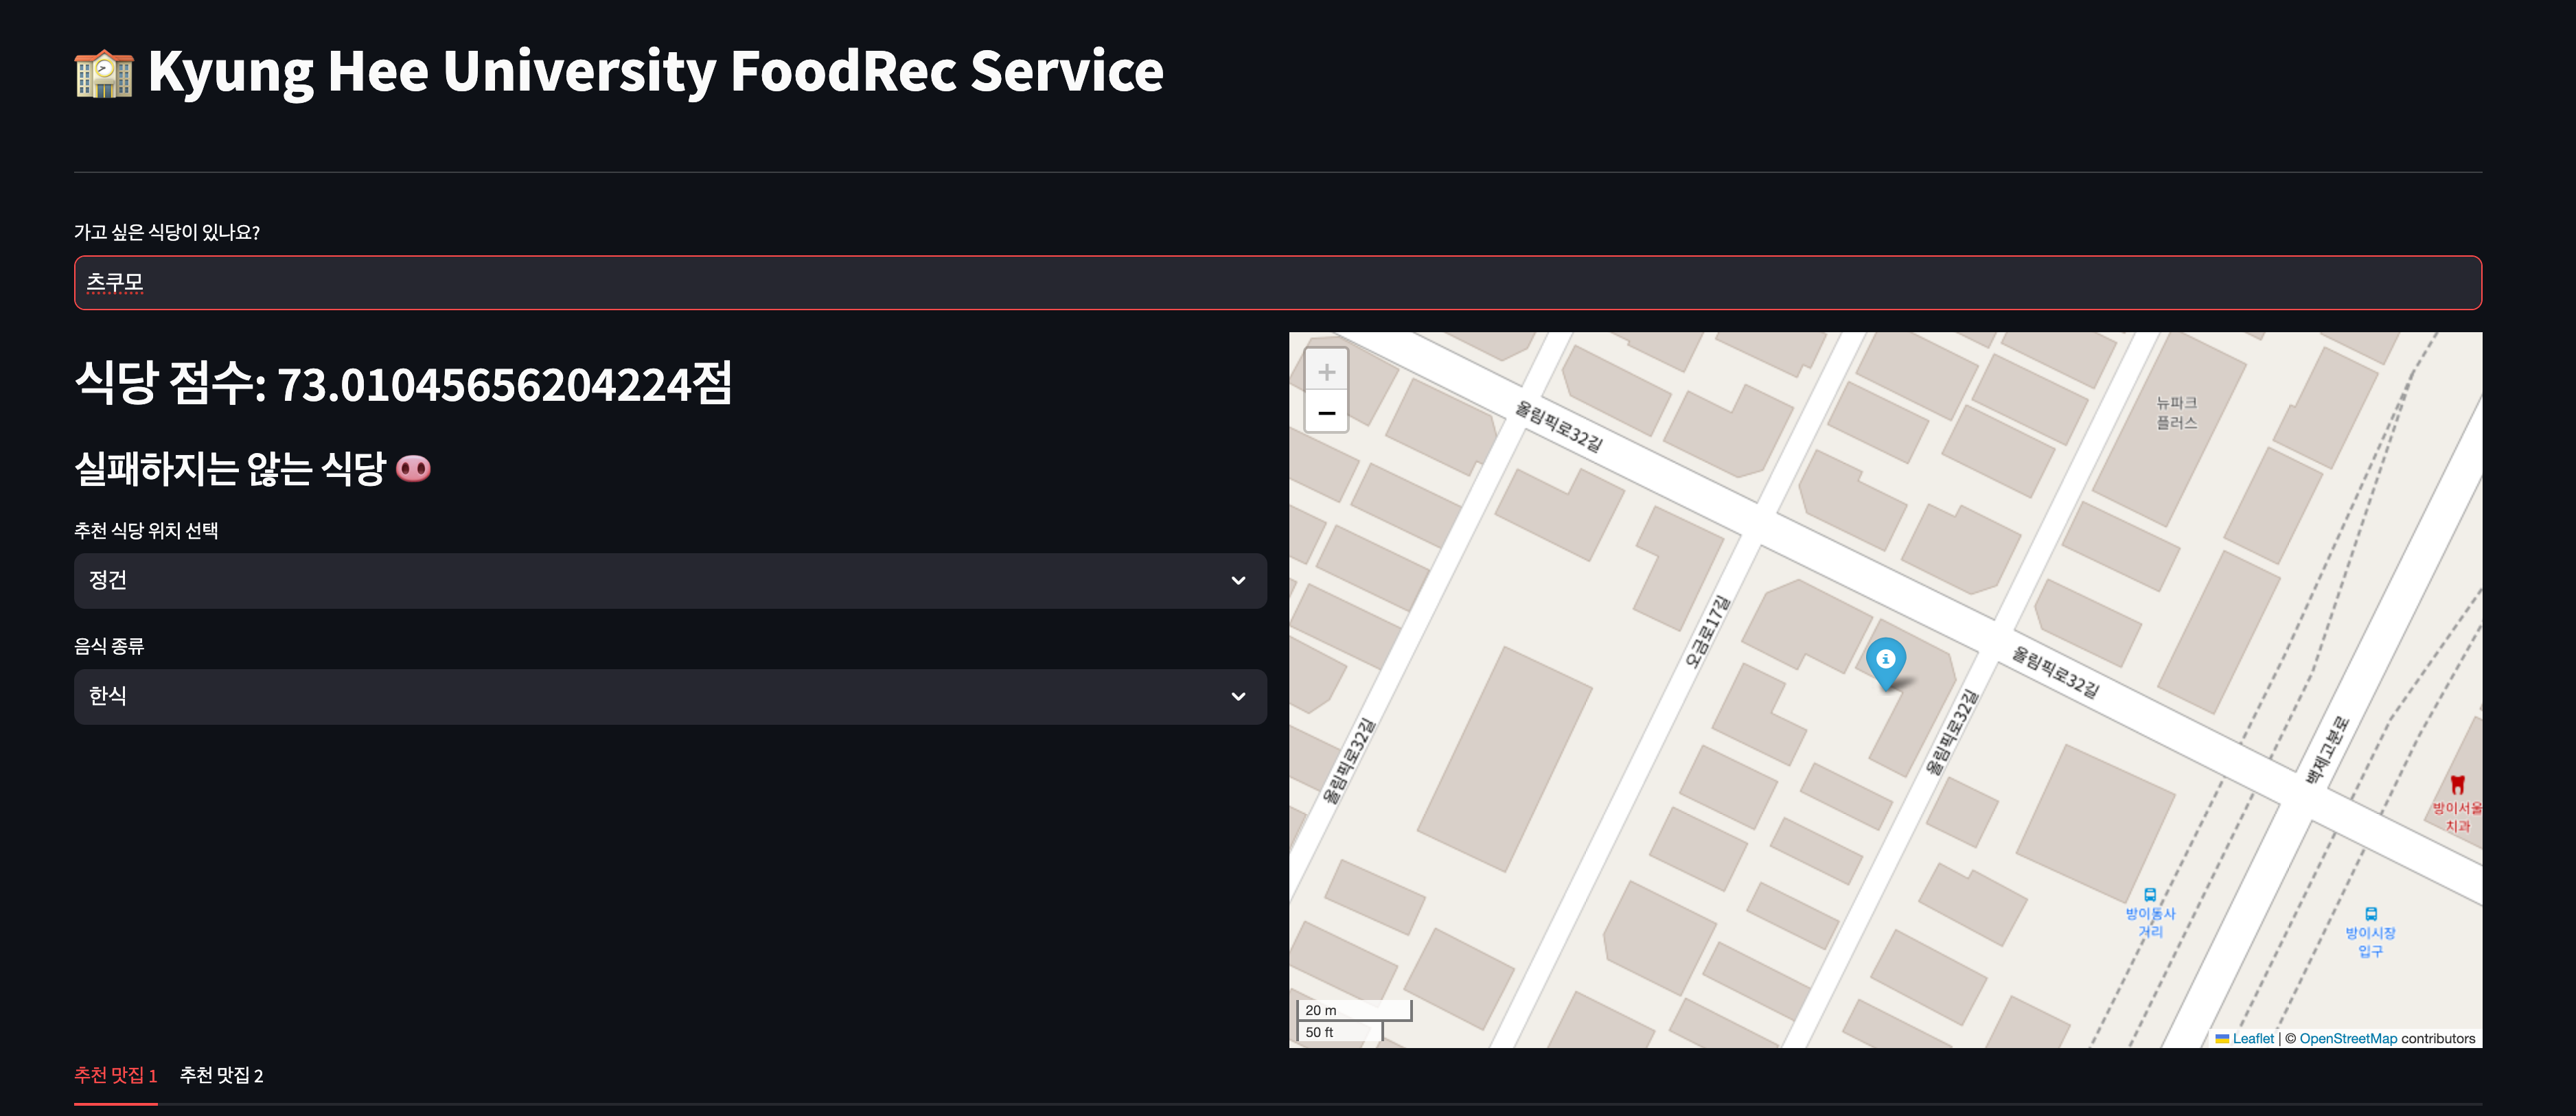 🏫 Kyung Hee University FoodRec Service
가고 싶은 식당이 있나요?
츠쿠모
식당 점수: 73.01045656204224점
실패하지는 않는 식당 🐽
추천 식당 위치 선택
정건
음식 종류
한식
+
−
올림픽로32길
뉴파크
플러스
오금로17길
올림픽로32길
올림픽로32길
올림픽로32길
백제고분로
방이서울
치과
방이동사
거리
방이시장
입구
20 m
50 ft
Leaflet | © OpenStreetMap contributors
추천 맛집 1
추천 맛집 2